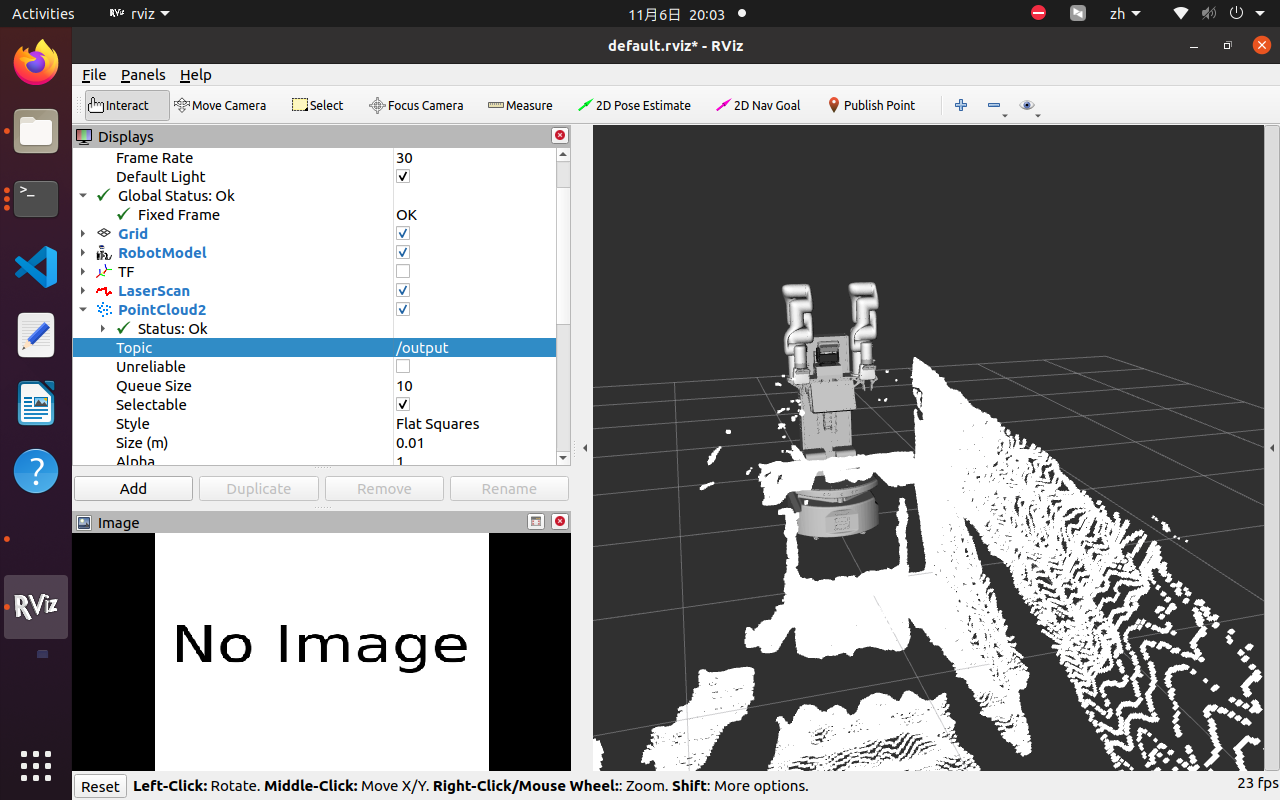 Activities RViz rviz 11月6日 20:03 zh
default.rviz* - RViz
File Panels Help
Interact Move Camera Select Focus Camera Measure 2D Pose Estimate 2D Nav Goal Publish Point
Displays
Frame Rate 30
Default Light
Global Status: Ok
Fixed Frame OK
Grid
RobotModel
TF
LaserScan
PointCloud2
Status: Ok
Topic /output
Unreliable
Queue Size 10
Selectable
Style Flat Squares
Size (m) 0.01
Alpha 1
Add Duplicate Remove Rename
Image
No Image
RViz
Reset Left-Click: Rotate. Middle-Click: Move X/Y. Right-Click/Mouse Wheel:: Zoom. Shift: More options. 23 fps